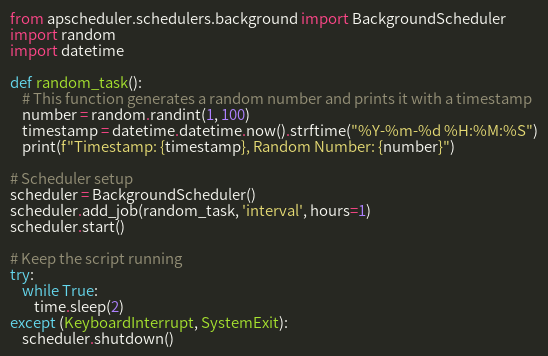 from apscheduler.schedulers.background import BackgroundScheduler
import random
import datetime

def random_task():
    # This function generates a random number and prints it with a timestamp
    number = random.randint(1, 100)
    timestamp = datetime.datetime.now().strftime("%Y-%m-%d %H:%M:%S")
    print(f"Timestamp: {timestamp}, Random Number: {number}")

# Scheduler setup
scheduler = BackgroundScheduler()
scheduler.add_job(random_task, 'interval', hours=1)
scheduler.start()

# Keep the script running
try:
    while True:
        time.sleep(2)
except (KeyboardInterrupt, SystemExit):
    scheduler.shutdown()